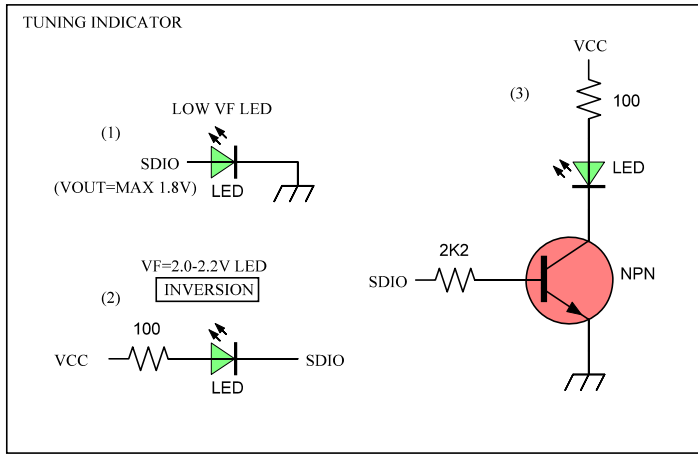 TUNING INDICATOR
(1)
LOW VF LED
SDIO
(VOUT=MAX 1.8V)
LED
VF=2.0-2.2V LED
(2)
INVERSION
100
VCC
LED
SDIO
(3)
VCC
100
LED
2K2
SDIO
NPN